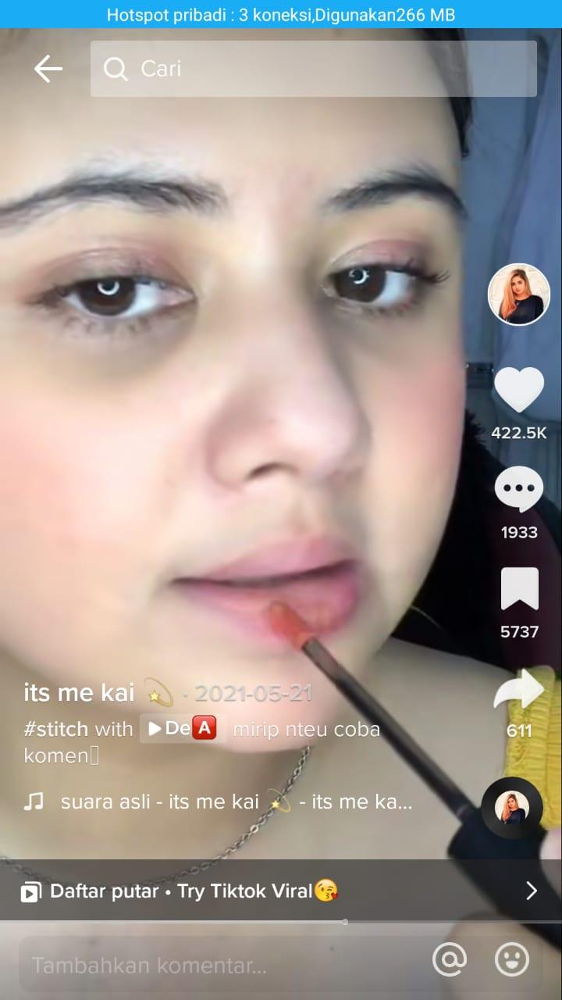 Hotspot pribadi : 3 koneksi,Digunakan266 MB
Cari
422.5K
1933
5737
611
its me kai 💫 · 2021-05-21
#stitch with ▶De🅰 mirip nteu coba
komen
suara asli - its me kai 💫 - its me ka...
Daftar putar • Try Tiktok Viral😘
Tambahkan komentar...